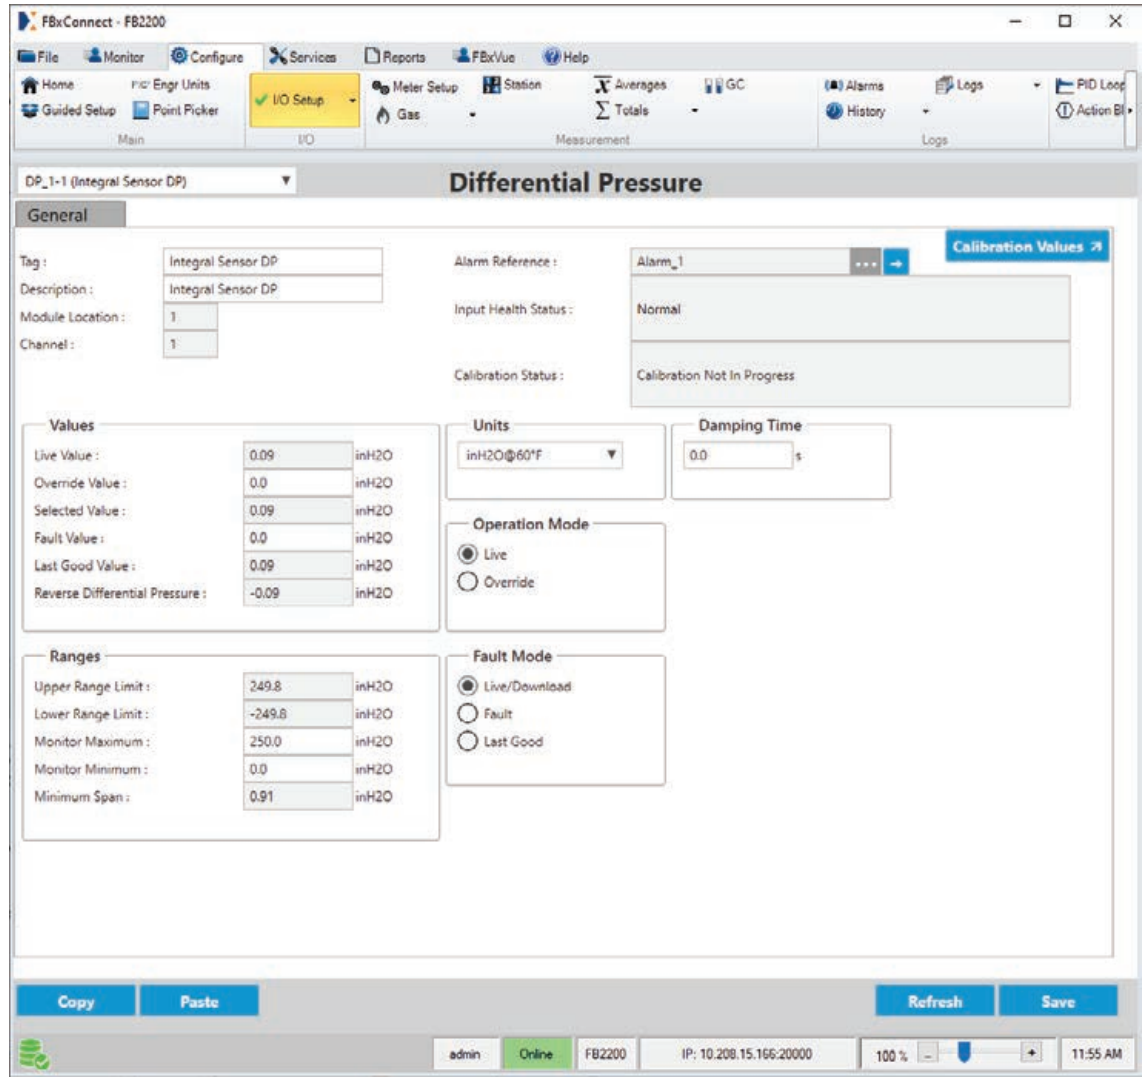 FBxConnect - FB2200
File Monitor Configure Services Reports FBxVue Help
Home Engr Units I/O Setup Meter Setup Station Averages GC Alarms Logs PID Loop
Guided Setup Point Picker Gas Totals History Action Bl
Main I/O Measurement Logs
DP_1-1 (Integral Sensor DP) Differential Pressure
General
Calibration Values
Tag : Integral Sensor DP Alarm Reference : Alarm_1 ...
Description : Integral Sensor DP
Module Location : 1 Input Health Status : Normal
Channel : 1
Calibration Status : Calibration Not In Progress
Values Units Damping Time
Live Value : 0.09 inH2O inH2O@60°F 0.0 s
Override Value : 0.0 inH2O
Selected Value : 0.09 inH2O
Operation Mode
Fault Value : 0.0 inH2O
Live
Last Good Value : 0.09 inH2O
Override
Reverse Differential Pressure : -0.09 inH2O
Ranges Fault Mode
Upper Range Limit : 249.8 inH2O Live/Download
Lower Range Limit : -249.8 inH2O Fault
Monitor Maximum : 250.0 inH2O Last Good
Monitor Minimum : 0.0 inH2O
Minimum Span : 0.91 inH2O
Copy Paste Refresh Save
admin Online FB2200 IP: 10.208.15.166:20000 100 % - + 11:55 AM